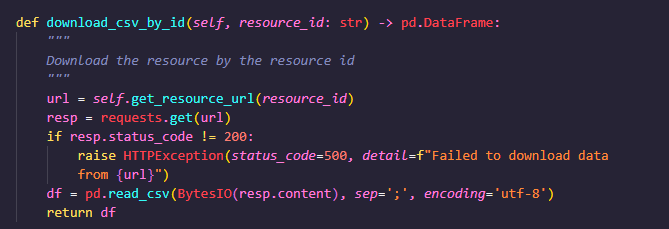 def download_csv_by_id(self, resource_id: str) -> pd.DataFrame:
    """
    Download the resource by the resource id
    """
    url = self.get_resource_url(resource_id)
    resp = requests.get(url)
    if resp.status_code != 200:
        raise HTTPException(status_code=500, detail=f"Failed to download data
        from {url}")
    df = pd.read_csv(BytesIO(resp.content), sep=';', encoding='utf-8')
    return df